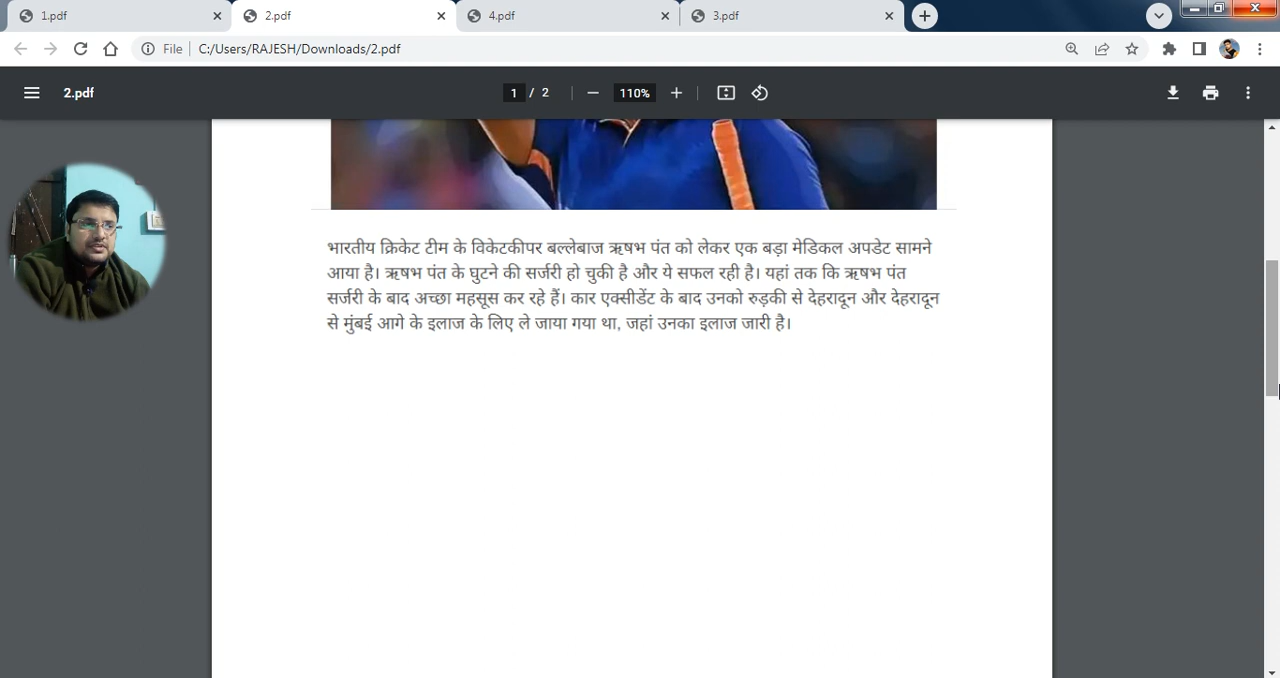 1.pdf
2.pdf
4.pdf
3.pdf
File
C:/Users/RAJESH/Downloads/2.pdf
2.pdf
1 / 2
110%
भारतीय क्रिकेट टीम के विकेटकीपर बल्लेबाज ऋषभ पंत को लेकर एक बड़ा मेडिकल अपडेट सामने
आया है। ऋषभ पंत के घुटने की सर्जरी हो चुकी है और ये सफल रही है। यहां तक कि ऋषभ पंत
सर्जरी के बाद अच्छा महसूस कर रहे हैं। कार एक्सीडेंट के बाद उनको रुड़की से देहरादून और देहरादून
से मुंबई आगे के इलाज के लिए ले जाया गया था, जहां उनका इलाज जारी है।